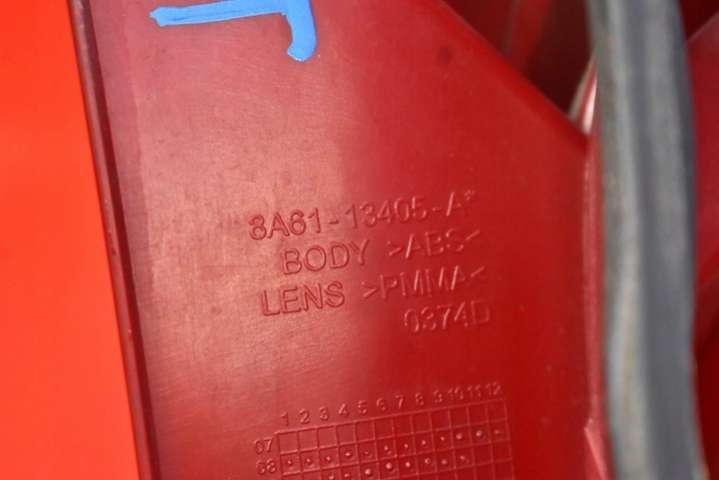 8A61-13405-A*
BODY >ABS<
LENS >PMMA<
0374D
1 2 3 4 5 6 7 8 9 10 11 12
07
08